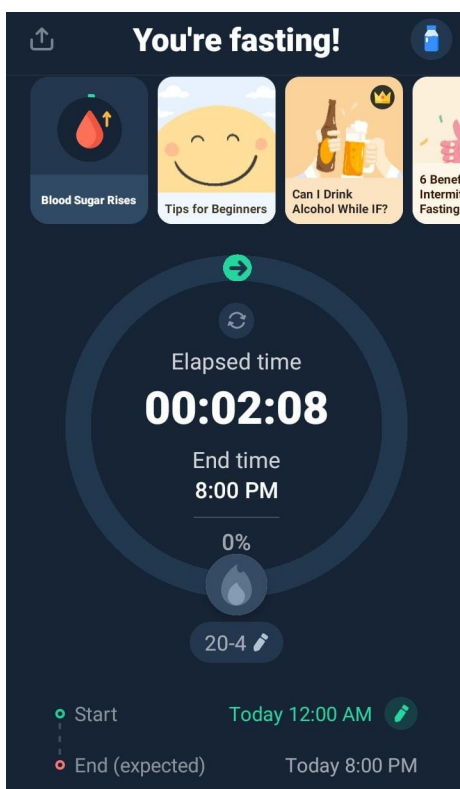 You're fasting!
Blood Sugar Rises
Tips for Beginners
Can I Drink
Alcohol While IF?
6 Benef
Intermit
Fasting
Elapsed time
00:02:08
End time
8:00 PM
0%
20-4
Start
Today 12:00 AM
End (expected)
Today 8:00 PM